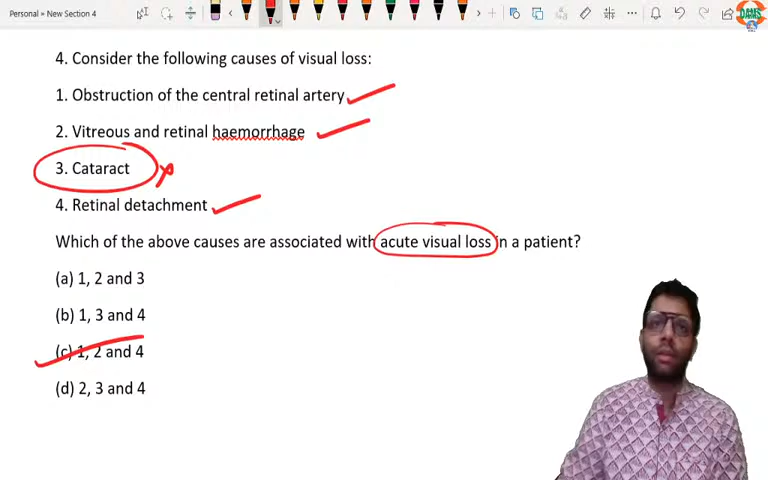 Personal » New Section 4
DAMS
4. Consider the following causes of visual loss:
1. Obstruction of the central retinal artery
2. Vitreous and retinal haemorrhage
3. Cataract
4. Retinal detachment
Which of the above causes are associated with acute visual loss in a patient?
(a) 1, 2 and 3
(b) 1, 3 and 4
(c) 1, 2 and 4
(d) 2, 3 and 4